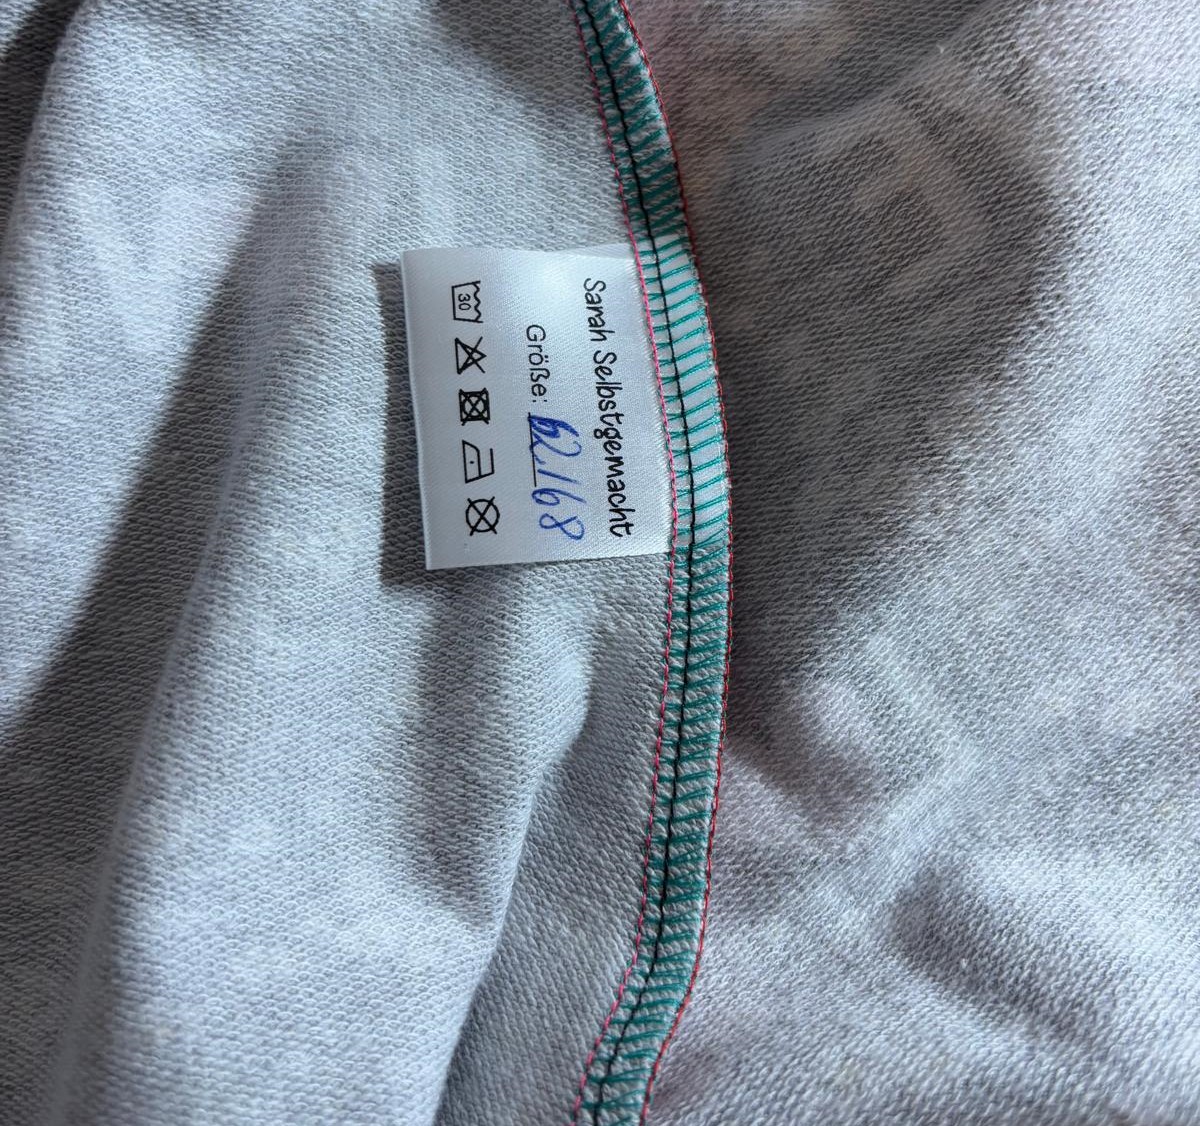 Sarah Selbstgemacht
Größe: 62/68
30